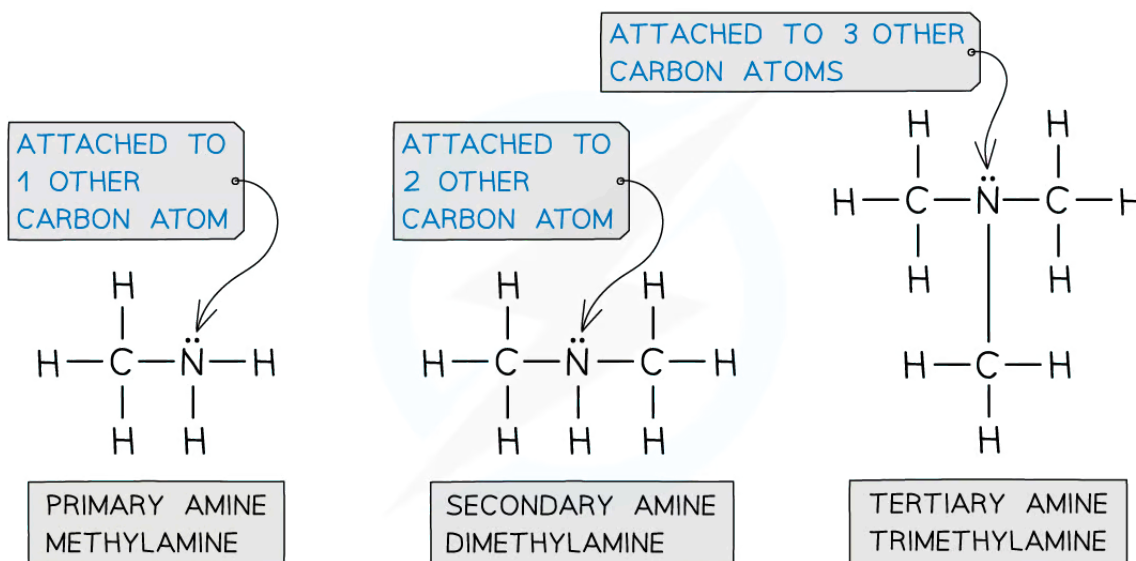 ATTACHED TO 3 OTHER
CARBON ATOMS
ATTACHED TO
1 OTHER
CARBON ATOM
ATTACHED TO
2 OTHER
CARBON ATOM
H H
H C N C H
H H
H C H
H
H
H C N H
H H
H H
H C N C H
H H H
PRIMARY AMINE
METHYLAMINE
SECONDARY AMINE
DIMETHYLAMINE
TERTIARY AMINE
TRIMETHYLAMINE